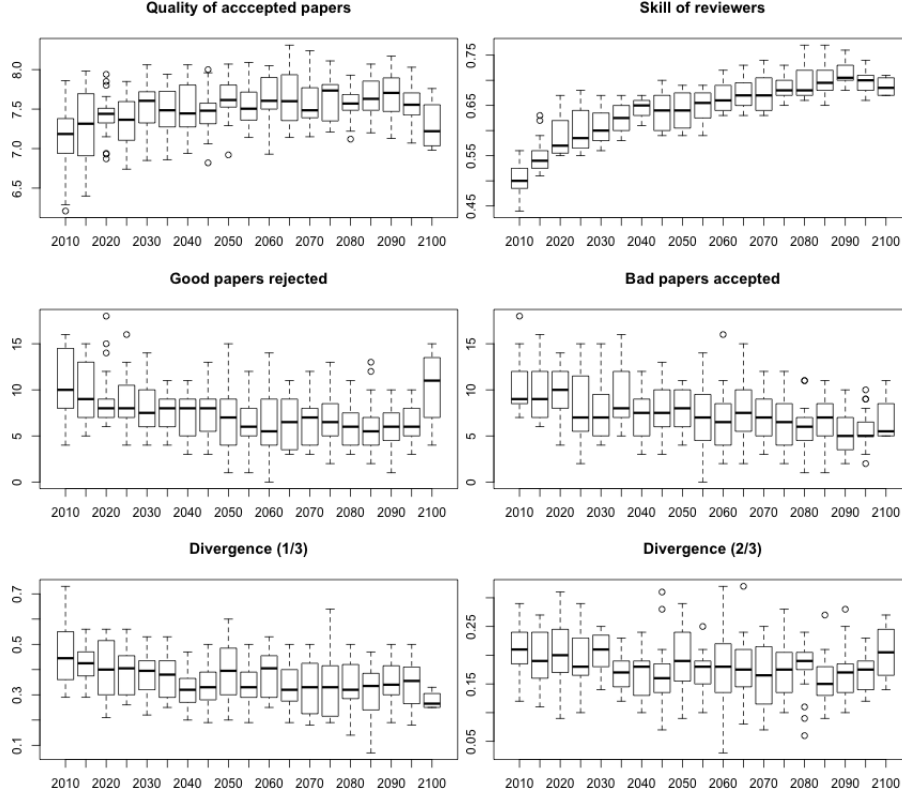 Quality of acccepted papers
8.0
7.5
7.0
6.5
2010 2020 2030 2040 2050 2060 2070 2080 2090 2100
Skill of reviewers
0.75
0.65
0.55
0.45
2010 2020 2030 2040 2050 2060 2070 2080 2090 2100
Good papers rejected
15
10
5
0
2010 2020 2030 2040 2050 2060 2070 2080 2090 2100
Bad papers accepted
15
10
5
0
2010 2020 2030 2040 2050 2060 2070 2080 2090 2100
Divergence (1/3)
0.7
0.5
0.3
0.1
2010 2020 2030 2040 2050 2060 2070 2080 2090 2100
Divergence (2/3)
0.25
0.15
0.05
2010 2020 2030 2040 2050 2060 2070 2080 2090 2100